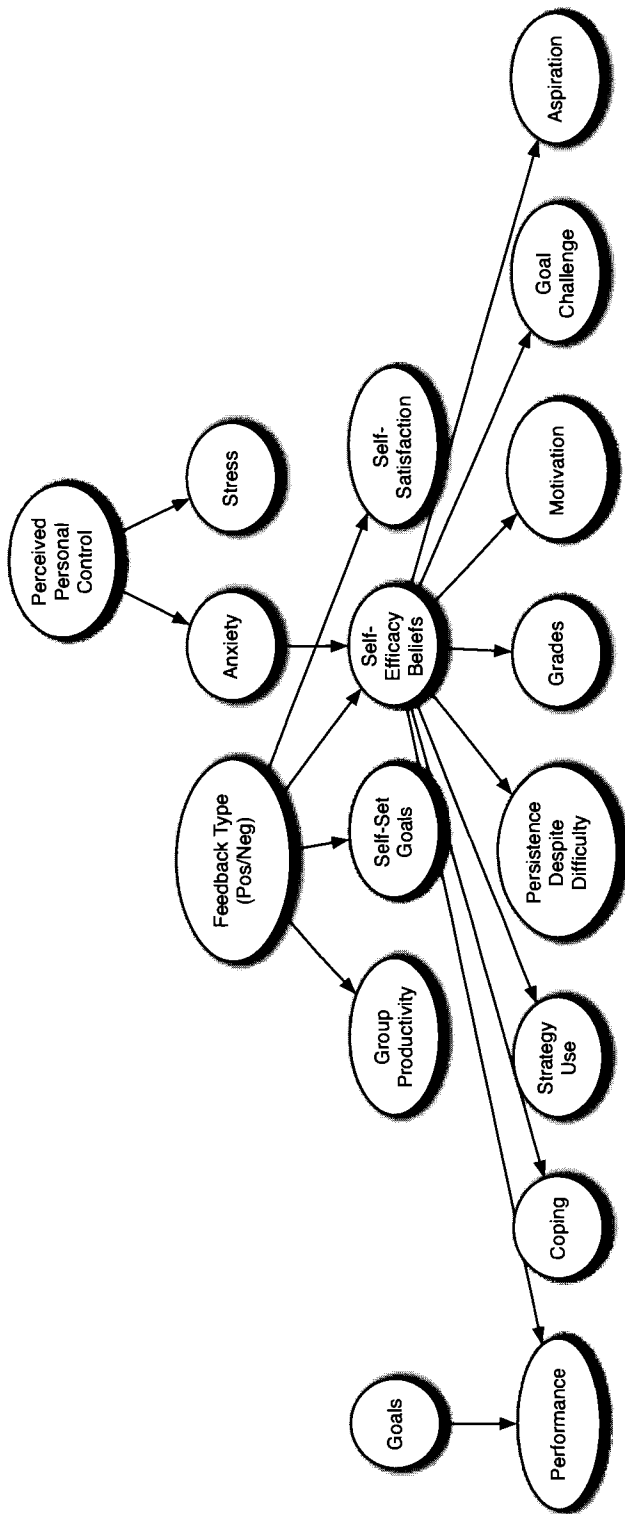 Perceived
Personal
Control
Feedback Type
(Pos/Neg)
Anxiety
Stress
Goals
Group
Productivity
Self-Set
Goals
Self-
Efficacy
Beliefs
Self-
Satisfaction
Performance
Coping
Strategy
Use
Persistence
Despite
Difficulty
Grades
Motivation
Goal
Challenge
Aspiration